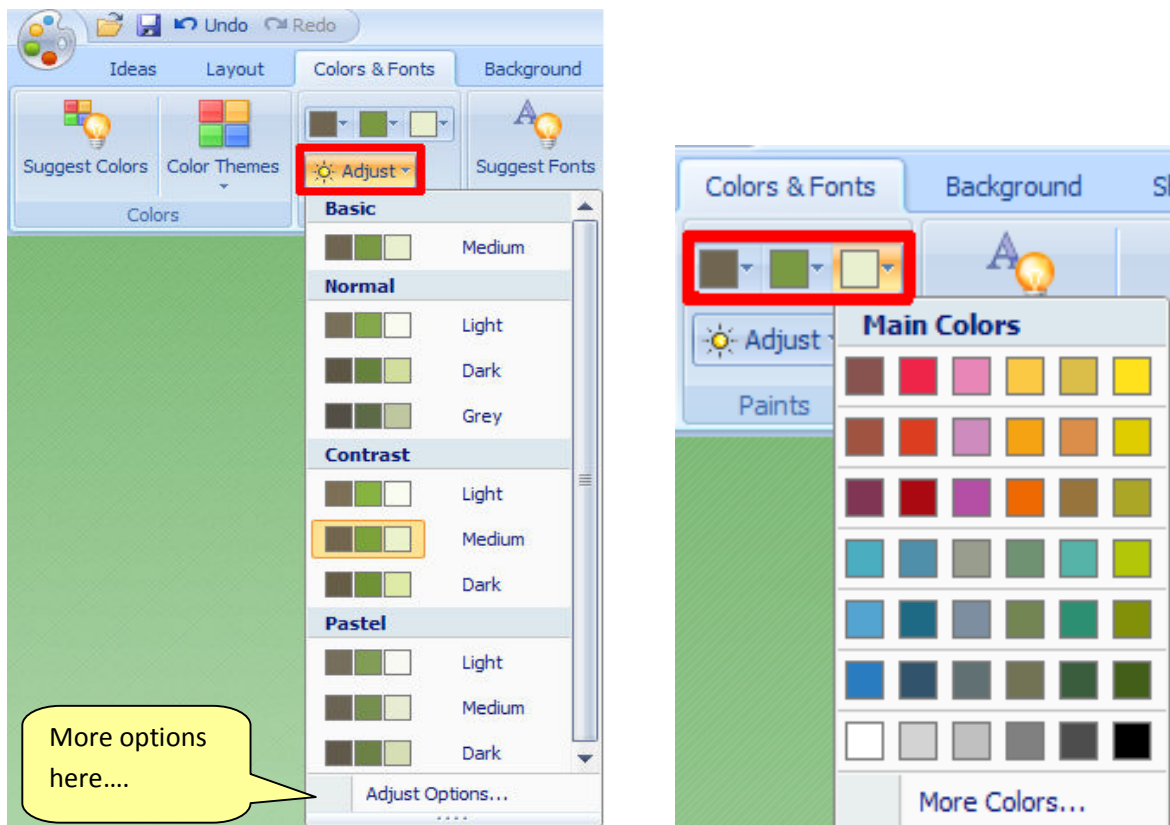 Undo Redo
Ideas Layout Colors & Fonts Background
Suggest Colors Color Themes Adjust Suggest Fonts
Colors
Basic
Medium
Normal
Light
Dark
Grey
Contrast
Light
Medium
Dark
Pastel
Light
Medium
Dark
Adjust Options...
More options
here....
Colors & Fonts Background
Adjust
Paints
Main Colors
More Colors...